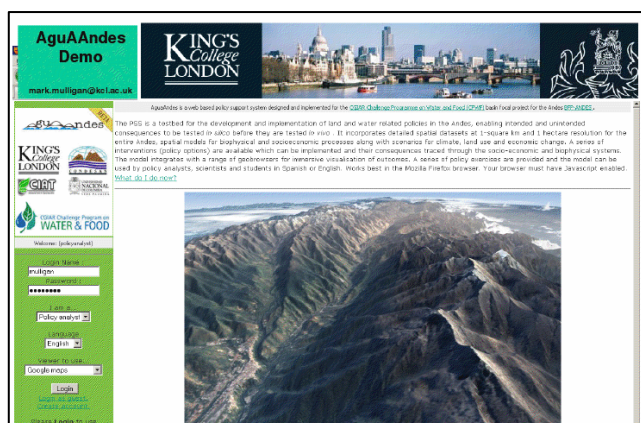 AguAAndes
Demo
mark.mulligan@kcl.ac.uk
KING'S
College
LONDON
AguaAndes is a web based policy support system designed and implemented for the CGIAR Challenge Programme on Water and Food (CPWF) basin focal project for the Andes BFP-ANDES .
The PSS is a testbed for the development and implementation of land and water related policies in the Andes, enabling intended and unintended
consequences to be tested in silico before they are tested in vivo . It incorporates detailed spatial datasets at 1-square km and 1 hectare resolution for the
entire Andes, spatial models for biophysical and socioeconomic processes along with scenarios for climate, land use and economic change. A series of
interventions (policy options) are available which can be implemented and their consequences traced through the socio-economic and biophysical systems.
The model integrates with a range of geobrowsers for immersive visualisation of outcomes. A series of policy exercises are provided and the model can be
used by policy analysts, scientists and students in Spanish or English. Works best in the Mozilla Firefox browser. Your browser must have Javascript enabled.
What do I do now?
aguaandes
KING'S
College
LONDON
CIAT
UNIVERSIDAD
NACIONAL
DE COLOMBIA
CGIAR Challenge Program on
WATER & FOOD
Welcome: (policyanalyst)
Login Name :
mulligan
Password :
I am a...
Policy analyst
Language
English
Viewer to use:
Google maps
Login
Login as guest.
Create account.
Please Login to use